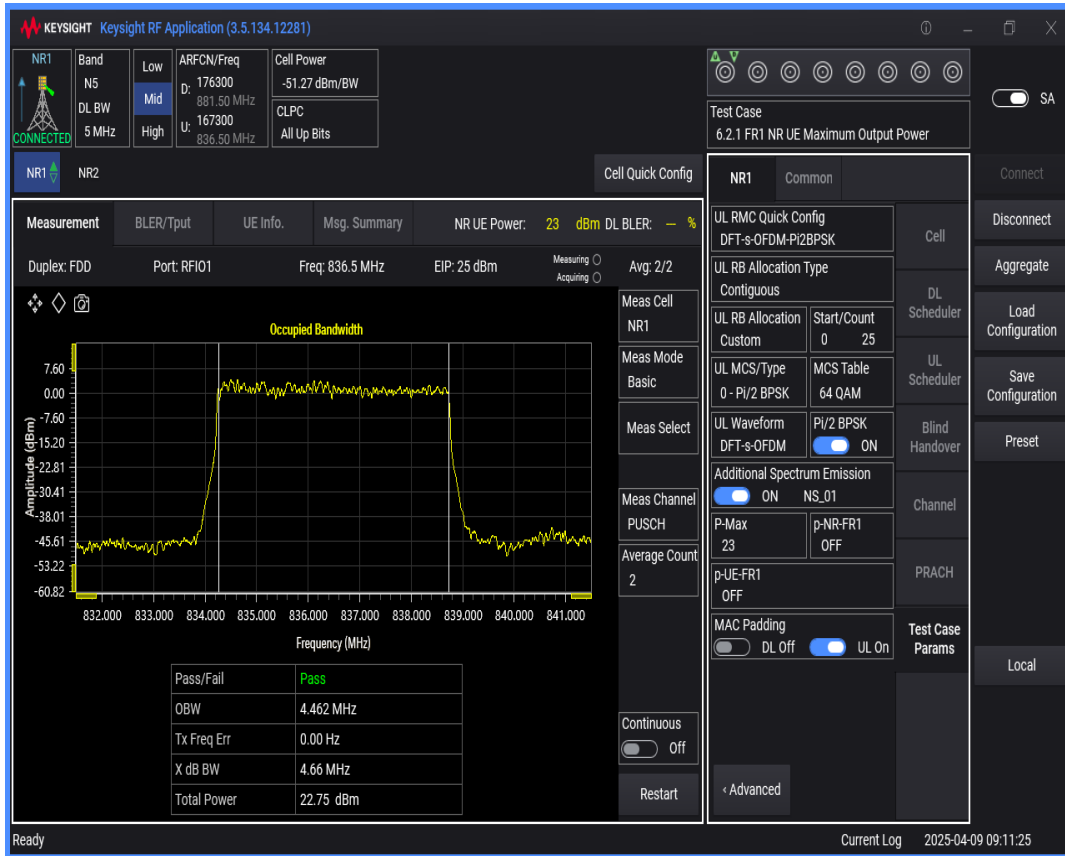 KEYSIGHT Keysight RF Application (3.5.134.12281)
NR1
CONNECTED
Band
N5
DL BW
5 MHz
Low
Mid
High
ARFCN/Freq
D: 176300
881.50 MHz
U: 167300
836.50 MHz
Cell Power
-51.27 dBm/BW
CLPC
All Up Bits
Test Case
6.2.1 FR1 NR UE Maximum Output Power
SA
NR1
NR2
Cell Quick Config
NR1 Common
Connect
Disconnect
Aggregate
Load
Configuration
Save
Configuration
Preset
Local
Measurement BLER/Tput UE Info. Msg. Summary NR UE Power: 23 dBm DL BLER: — %
Duplex: FDD Port: RFIO1 Freq: 836.5 MHz EIP: 25 dBm Measuring Avg: 2/2
Acquiring
Occupied Bandwidth
Amplitude (dBm)
7.60
0.00
-7.60
-15.20
-22.81
-30.41
-38.01
-45.61
-53.22
-60.82
832.000 833.000 834.000 835.000 836.000 837.000 838.000 839.000 840.000 841.000
Frequency (MHz)
Pass/Fail Pass
OBW 4.462 MHz
Tx Freq Err 0.00 Hz
X dB BW 4.66 MHz
Total Power 22.75 dBm
Meas Cell
NR1
Meas Mode
Basic
Meas Select
Meas Channel
PUSCH
Average Count
2
Continuous
Off
Restart
UL RMC Quick Config
DFT-s-OFDM-Pi2BPSK
UL RB Allocation Type
Contiguous
UL RB Allocation
Custom
Start/Count
0 25
UL MCS/Type
0 - Pi/2 BPSK
MCS Table
64 QAM
UL Waveform
DFT-s-OFDM
Pi/2 BPSK
ON
Additional Spectrum Emission
ON NS_01
P-Max
23
p-NR-FR1
OFF
p-UE-FR1
OFF
MAC Padding
DL Off UL On
‹ Advanced
Cell
DL
Scheduler
UL
Scheduler
Blind
Handover
Channel
PRACH
Test Case
Params
Ready
Current Log 2025-04-09 09:11:25